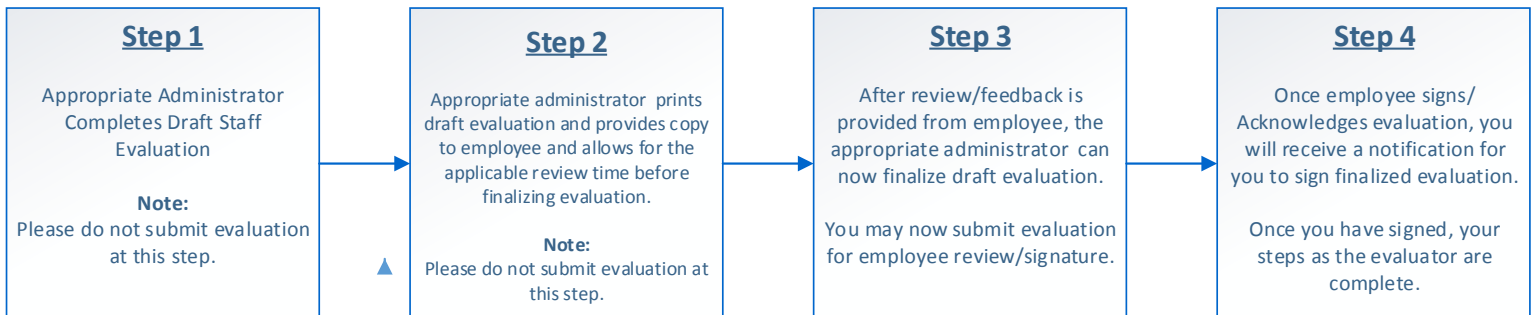 Step 1
Appropriate Administrator
Completes Draft Staff
Evaluation
Note:
Please do not submit evaluation
at this step.
Step 2
Appropriate administrator prints
draft evaluation and provides copy
to employee and allows for the
applicable review time before
finalizing evaluation.
Note:
Please do not submit evaluation at
this step.
Step 3
After review/feedback is
provided from employee, the
appropriate administrator can
now finalize draft evaluation.
You may now submit evaluation
for employee review/signature.
Step 4
Once employee signs/
Acknowledges evaluation, you
will receive a notification for
you to sign finalized evaluation.
Once you have signed, your
steps as the evaluator are
complete.